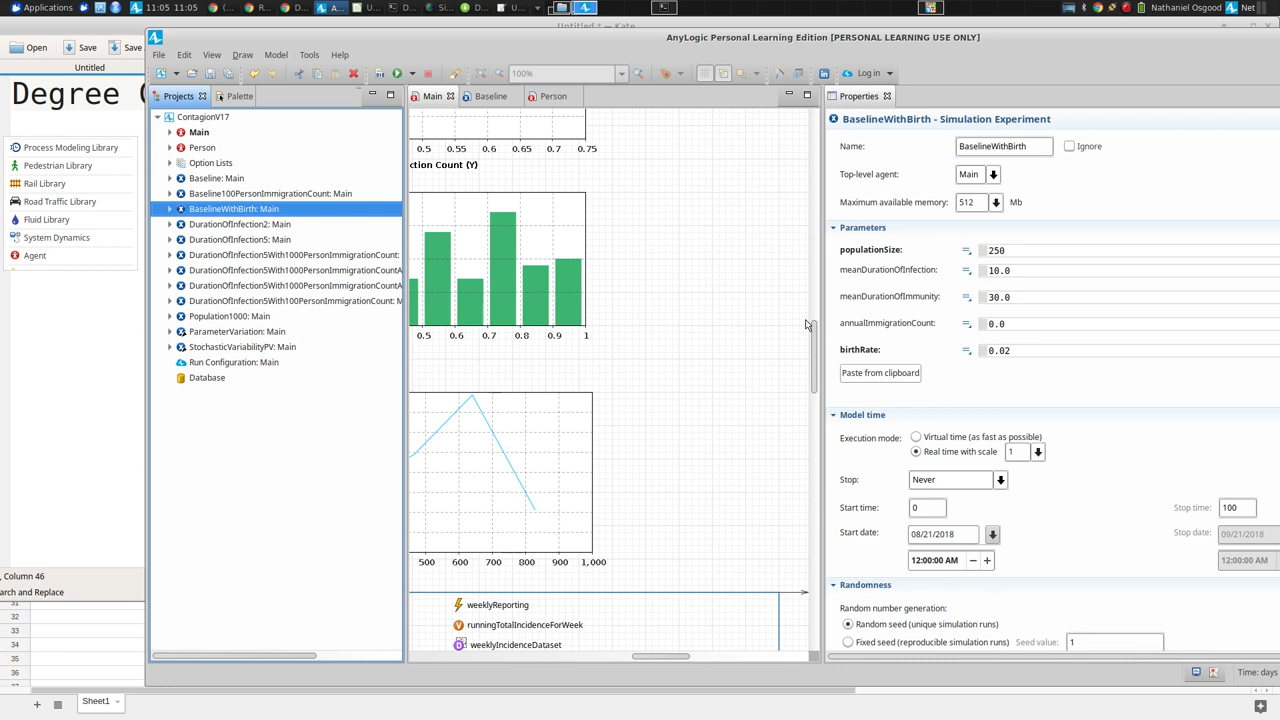 Applications
11:05 11:05
Nathaniel Osgood
Net
Untitled * — Kate
Open
Save
Save
Untitled
Degree
Process Modeling Library
Pedestrian Library
Rail Library
Road Traffic Library
Fluid Library
System Dynamics
Agent
, Column 46
arch and Replace
32
33
34
35
36
Sheet1
AnyLogic Personal Learning Edition [PERSONAL LEARNING USE ONLY]
File Edit View Draw Model Tools Help
100%
Log in
Projects
Palette
ContagionV17
Main
Person
Option Lists
Baseline: Main
Baseline100PersonImmigrationCount: Main
BaselineWithBirth: Main
DurationOfInfection2: Main
DurationOfInfection5: Main
DurationOfInfection5With1000PersonImmigrationCount:
DurationOfInfection5With1000PersonImmigrationCountA
DurationOfInfection5With1000PersonImmigrationCountA
DurationOfInfection5With100PersonImmigrationCount: M
Population1000: Main
ParameterVariation: Main
StochasticVariabilityPV: Main
Run Configuration: Main
Database
Main
Baseline
Person
0.5 0.55 0.6 0.65 0.7 0.75
ction Count (Y)
0.5 0.6 0.7 0.8 0.9 1
500 600 700 800 900 1,000
weeklyReporting
runningTotalIncidenceForWeek
weeklyIncidenceDataset
Properties
BaselineWithBirth - Simulation Experiment
Name: BaselineWithBirth Ignore
Top-level agent: Main
Maximum available memory: 512 Mb
Parameters
populationSize: 250
meanDurationOfInfection: 10.0
meanDurationOfImmunity: 30.0
annualImmigrationCount: 0.0
birthRate: 0.02
Paste from clipboard
Model time
Execution mode: Virtual time (as fast as possible)
Real time with scale 1
Stop: Never
Start time: 0 Stop time: 100
Start date: 08/21/2018 Stop date: 09/21/2018
12:00:00 AM 12:00:00 AM
Randomness
Random number generation:
Random seed (unique simulation runs)
Fixed seed (reproducible simulation runs) Seed value: 1
Time: days